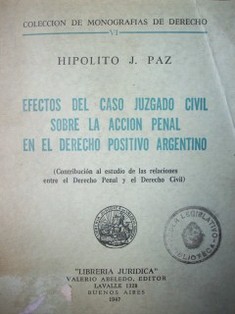 COLECCION DE MONOGRAFIAS DE DERECHO
VI
HIPOLITO J. PAZ
EFECTOS DEL CASO JUZGADO CIVIL
SOBRE LA ACCION PENAL
EN EL DERECHO POSITIVO ARGENTINO
(Contribución al estudio de las relaciones
entre el Derecho Penal y el Derecho Civil)
"LIBRERIA JURIDICA"
VALERIO ABELEDO, EDITOR
LAVALLE 1328
BUENOS AIRES
1947